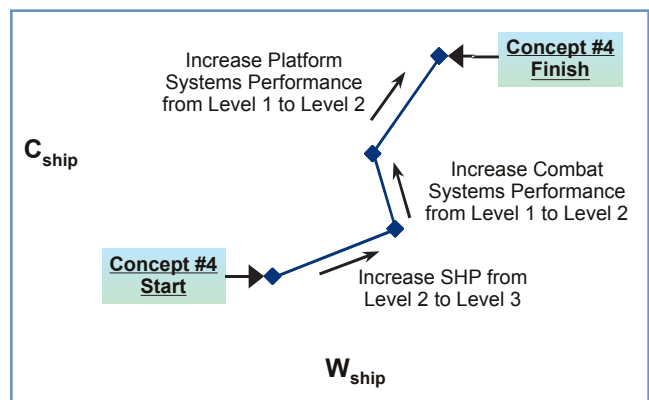 Increase Platform
Systems Performance
from Level 1 to Level 2
Concept #4
Finish
C ship
Increase Combat
Systems Performance
from Level 1 to Level 2
Concept #4
Start
Increase SHP from
Level 2 to Level 3
W ship